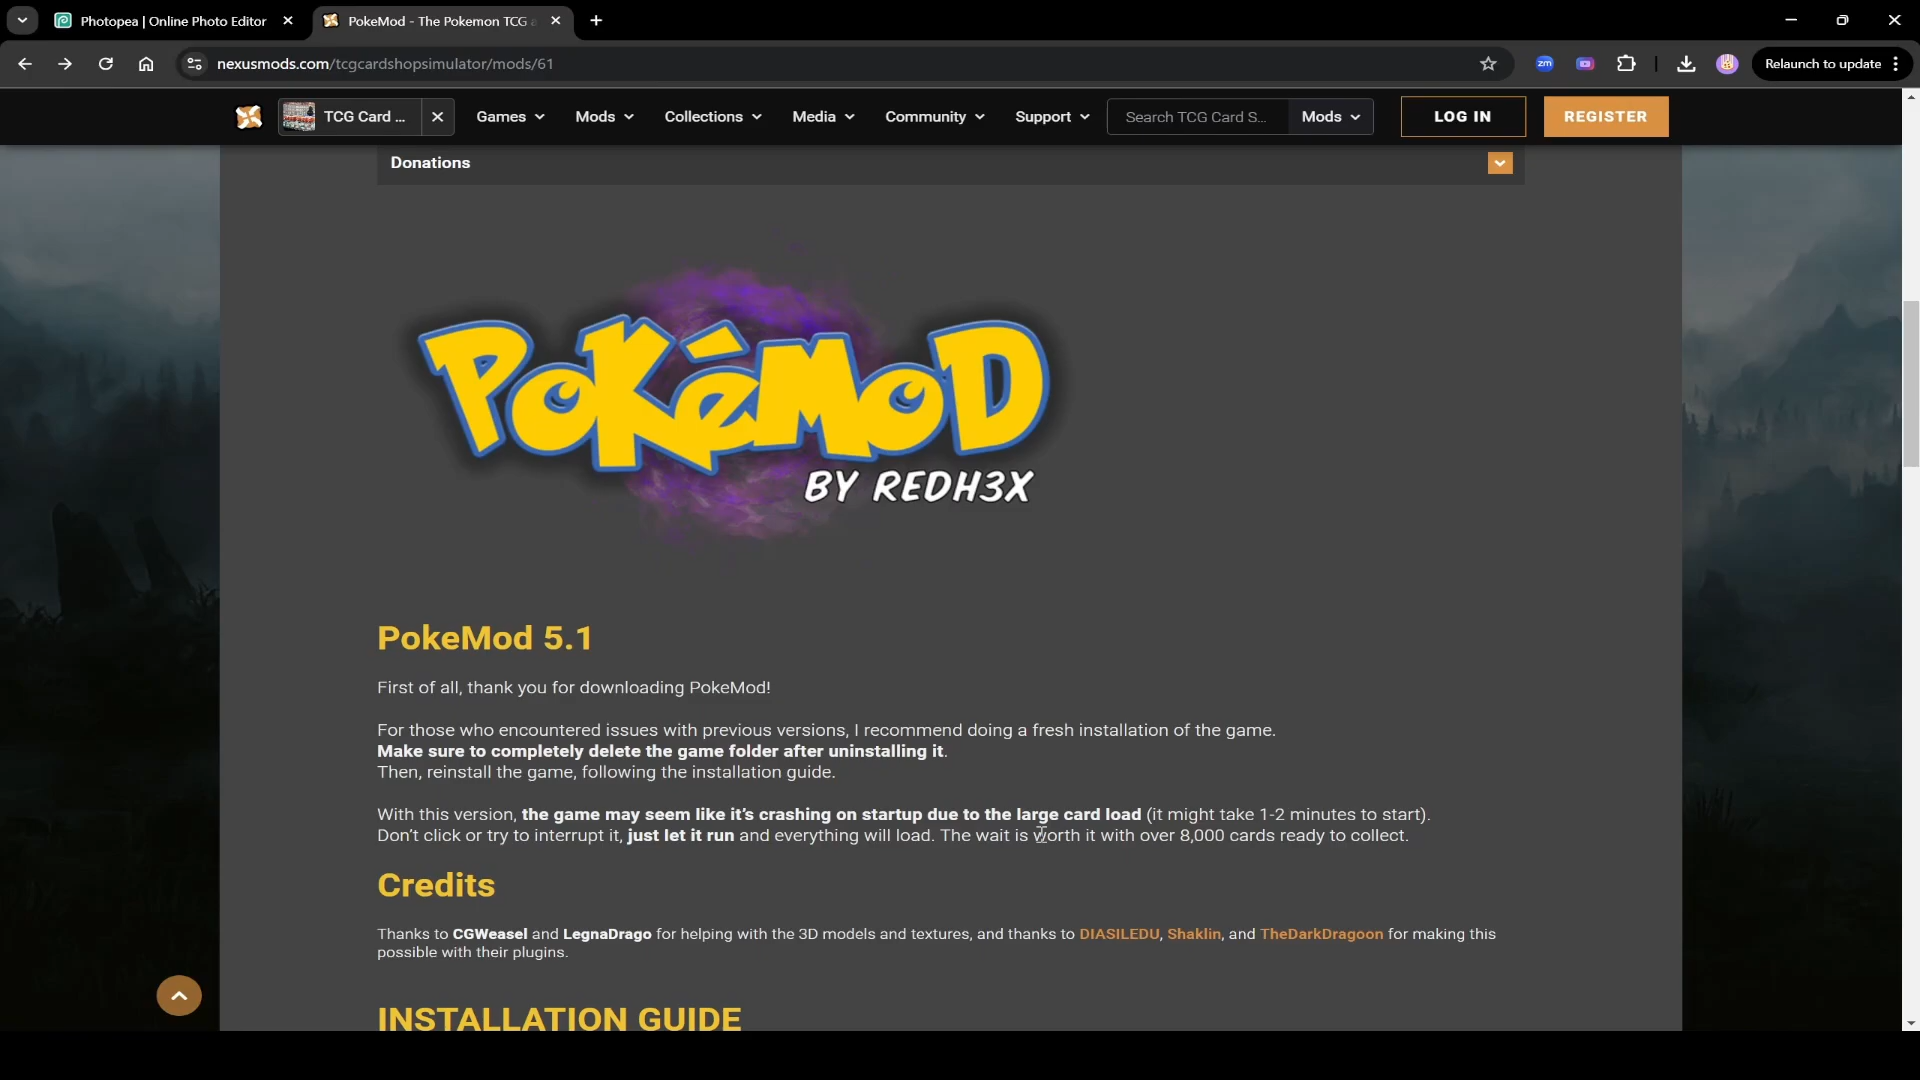 Photopea | Online Photo Editor
PokeMod - The Pokemon TCG
nexusmods.com/tcgcardshopsimulator/mods/61
zm
Relaunch to update
TCG Card ...
Games
Mods
Collections
Media
Community
Support
Search TCG Card S...
Mods
LOG IN
REGISTER
Donations
PoKéMoD
BY REDH3X
PokeMod 5.1
First of all, thank you for downloading PokeMod!
For those who encountered issues with previous versions, I recommend doing a fresh installation of the game.
Make sure to completely delete the game folder after uninstalling it.
Then, reinstall the game, following the installation guide.
With this version, the game may seem like it's crashing on startup due to the large card load (it might take 1-2 minutes to start).
Don't click or try to interrupt it, just let it run and everything will load. The wait is worth it with over 8,000 cards ready to collect.
Credits
Thanks to CGWeasel and LegnaDrago for helping with the 3D models and textures, and thanks to DIASILEDU, Shaklin, and TheDarkDragoon for making this
possible with their plugins.
INSTALLATION GUIDE